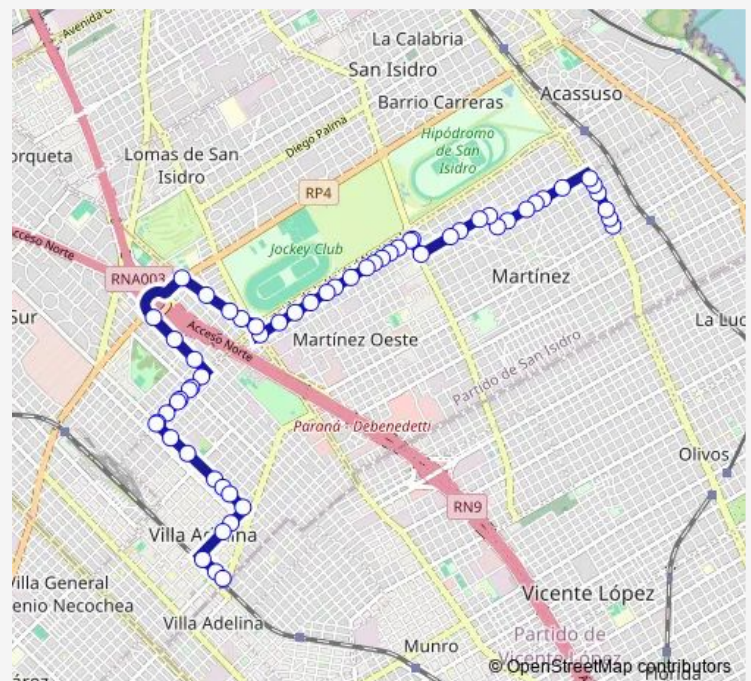 Avenida
La Calabria
San Isidro
Barrio Carreras
Acassuso
Diego Palma
Hipódromo
de San
Isidro
orqueta
Lomas de San
Isidro
RP4
Jockey Club
cceso Norte
RNA003
Martínez
Sur
Acceso Norte
Martínez Oeste
La Luc
Partido de San Isidro
Paraná - Debenedetti
Olivos
RN9
Villa Adelina
Villa General
enio Necochea
Vicente López
Villa Adelina
Partido de
Vicente López
Munro
© OpenStreetMap contributors
Florida